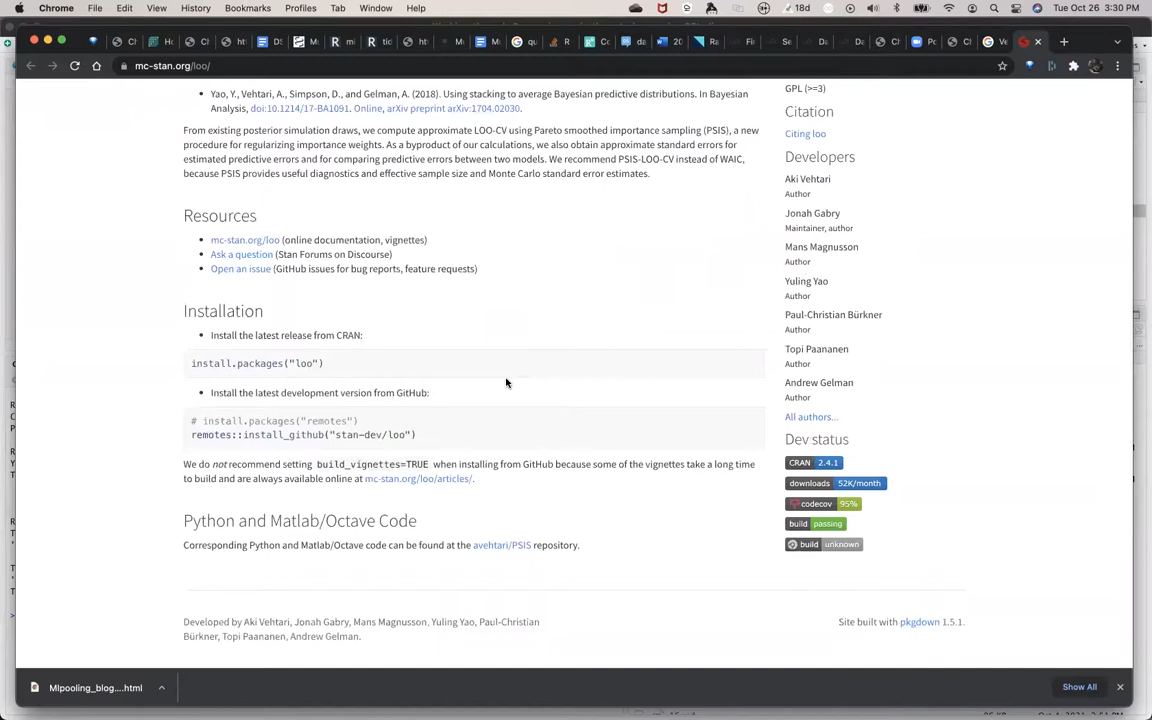 Chrome File Edit View History Bookmarks Profiles Tab Window Help 18d Tue Oct 26 3:30 PM
mc-stan.org/loo/
Yao, Y., Vehtari, A., Simpson, D., and Gelman, A. (2018). Using stacking to average Bayesian predictive distributions. In Bayesian
Analysis, doi:10.1214/17-BA1091. Online, arXiv preprint arXiv:1704.02030.
From existing posterior simulation draws, we compute approximate LOO-CV using Pareto smoothed importance sampling (PSIS), a new
procedure for regularizing importance weights. As a byproduct of our calculations, we also obtain approximate standard errors for
estimated predictive errors and for comparing predictive errors between two models. We recommend PSIS-LOO-CV instead of WAIC,
because PSIS provides useful diagnostics and effective sample size and Monte Carlo standard error estimates.
Resources
mc-stan.org/loo (online documentation, vignettes)
Ask a question (Stan Forums on Discourse)
Open an issue (GitHub issues for bug reports, feature requests)
Installation
Install the latest release from CRAN:
install.packages("loo")
Install the latest development version from GitHub:
# install.packages("remotes")
remotes::install_github("stan-dev/loo")
We do not recommend setting build_vignettes=TRUE when installing from GitHub because some of the vignettes take a long time
to build and are always available online at mc-stan.org/loo/articles/.
Python and Matlab/Octave Code
Corresponding Python and Matlab/Octave code can be found at the avehtari/PSIS repository.
GPL (>=3)
Citation
Citing loo
Developers
Aki Vehtari
Author
Jonah Gabry
Maintainer, author
Mans Magnusson
Author
Yuling Yao
Author
Paul-Christian Bürkner
Author
Topi Paananen
Author
Andrew Gelman
Author
All authors...
Dev status
CRAN 2.4.1
downloads 52K/month
codecov 95%
build passing
build unknown
Developed by Aki Vehtari, Jonah Gabry, Mans Magnusson, Yuling Yao, Paul-Christian
Bürkner, Topi Paananen, Andrew Gelman.
Site built with pkgdown 1.5.1.
Mlpooling_blog....html
Show All